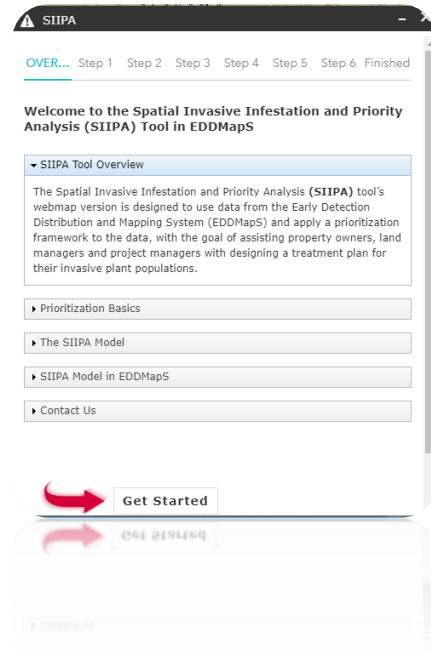 SIIPA
OVER... Step 1 Step 2 Step 3 Step 4 Step 5 Step 6 Finished
Welcome to the Spatial Invasive Infestation and Priority
Analysis (SIIPA) Tool in EDDMapS
SIIPA Tool Overview
The Spatial Invasive Infestation and Priority Analysis (SIIPA) tool's
webmap version is designed to use data from the Early Detection
Distribution and Mapping System (EDDMapS) and apply a prioritization
framework to the data, with the goal of assisting property owners, land
managers and project managers with designing a treatment plan for
their invasive plant populations.
Prioritization Basics
The SIIPA Model
SIIPA Model in EDDMapS
Contact Us
Get Started
Get Started
Contact Us